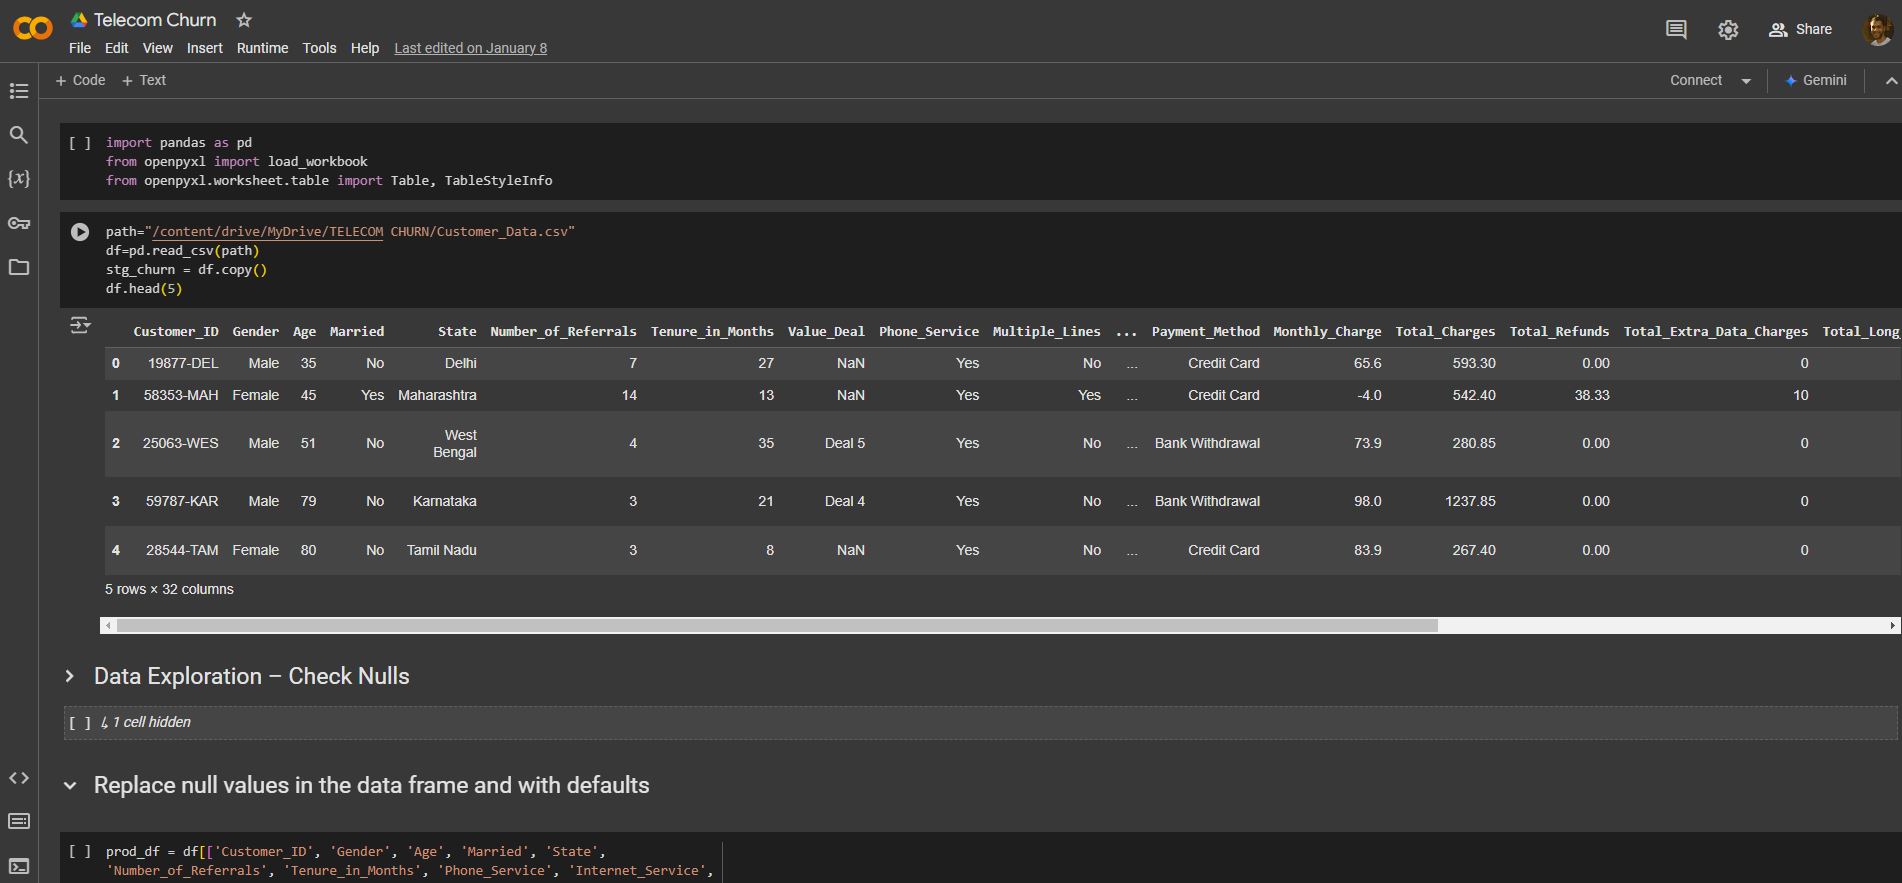 Telecom Churn
File Edit View Insert Runtime Tools Help Last edited on January 8
Share
+ Code + Text
Connect
Gemini
[ ] import pandas as pd
from openpyxl import load_workbook
from openpyxl.worksheet.table import Table, TableStyleInfo
path="/content/drive/MyDrive/TELECOM CHURN/Customer_Data.csv"
df=pd.read_csv(path)
stg_churn = df.copy()
df.head(5)
Customer_ID Gender Age Married State Number_of_Referrals Tenure_in_Months Value_Deal Phone_Service Multiple_Lines ... Payment_Method Monthly_Charge Total_Charges Total_Refunds Total_Extra_Data_Charges Total_Long_
0 19877-DEL Male 35 No Delhi 7 27 NaN Yes No ... Credit Card 65.6 593.30 0.00 0
1 58353-MAH Female 45 Yes Maharashtra 14 13 NaN Yes Yes ... Credit Card -4.0 542.40 38.33 10
2 25063-WES Male 51 No West Bengal 4 35 Deal 5 Yes No ... Bank Withdrawal 73.9 280.85 0.00 0
3 59787-KAR Male 79 No Karnataka 3 21 Deal 4 Yes No ... Bank Withdrawal 98.0 1237.85 0.00 0
4 28544-TAM Female 80 No Tamil Nadu 3 8 NaN Yes No ... Credit Card 83.9 267.40 0.00 0
5 rows × 32 columns
Data Exploration – Check Nulls
[ ] ↳ 1 cell hidden
Replace null values in the data frame and with defaults
[ ] prod_df = df[['Customer_ID', 'Gender', 'Age', 'Married', 'State',
'Number_of_Referrals', 'Tenure_in_Months', 'Phone_Service', 'Internet_Service',